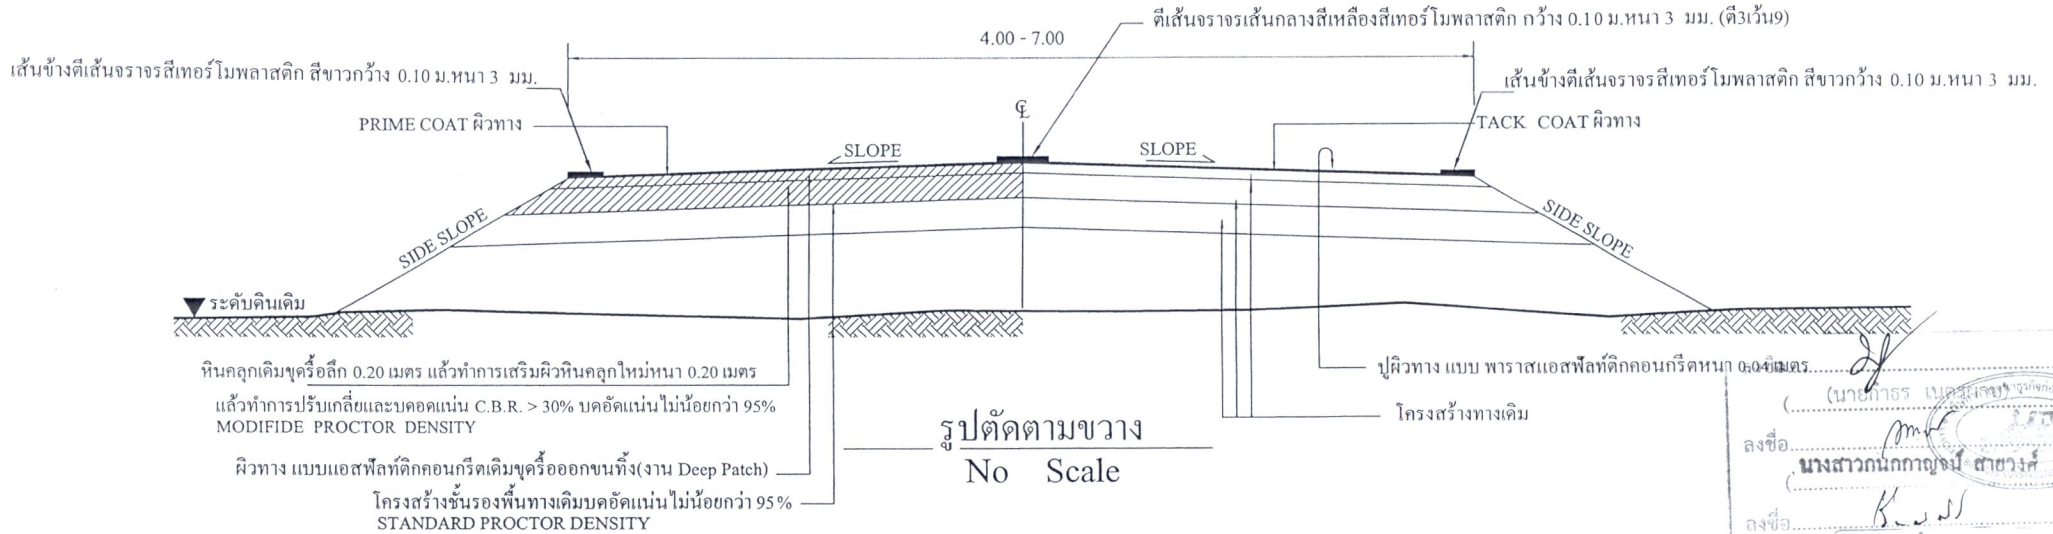 ตีเส้นจราจรเส้นกลางสีเหลืองสีเทอร์โมพลาสติก กว้าง 0.10 ม.หนา 3 มม. (ตี3เว้น9)
4.00 - 7.00
เส้นข้างตีเส้นจราจรสีเทอร์โมพลาสติก สีขาวกว้าง 0.10 ม.หนา 3 มม.
เส้นข้างตีเส้นจราจรสีเทอร์โมพลาสติก สีขาวกว้าง 0.10 ม.หนา 3 มม.
℄
PRIME COAT ผิวทาง
TACK COAT ผิวทาง
SLOPE
SLOPE
SIDE SLOPE
SIDE SLOPE
ระดับดินเดิม
หินคลุกเดิมขุดรื้อลึก 0.20 เมตร แล้วทำการเสริมผิวหินคลุกใหม่หนา 0.20 เมตร
แล้วทำการปรับเกลี่ยและบดอดแน่น C.B.R. > 30% บดอัดแน่นไม่น้อยกว่า 95%
MODIFIDE PROCTOR DENSITY
ผิวทาง แบบแอสฟัลท์ติกคอนกรีตเดิมขุดรื้อออกขนทิ้ง(งาน Deep Patch)
โครงสร้างชั้นรองพื้นทางเดิมบดอัดแน่นไม่น้อยกว่า 95%
STANDARD PROCTOR DENSITY
รูปตัดตามขวาง
No Scale
ปูผิวทาง แบบ พาราสแอสฟัลท์ติกคอนกรีตหนา 0.04 เมตร
โครงสร้างทางเดิม
(นายกำธร
ลงชื่อ
นางสาวกนกกาญจน์ สายวงศ์
ลงชื่อ